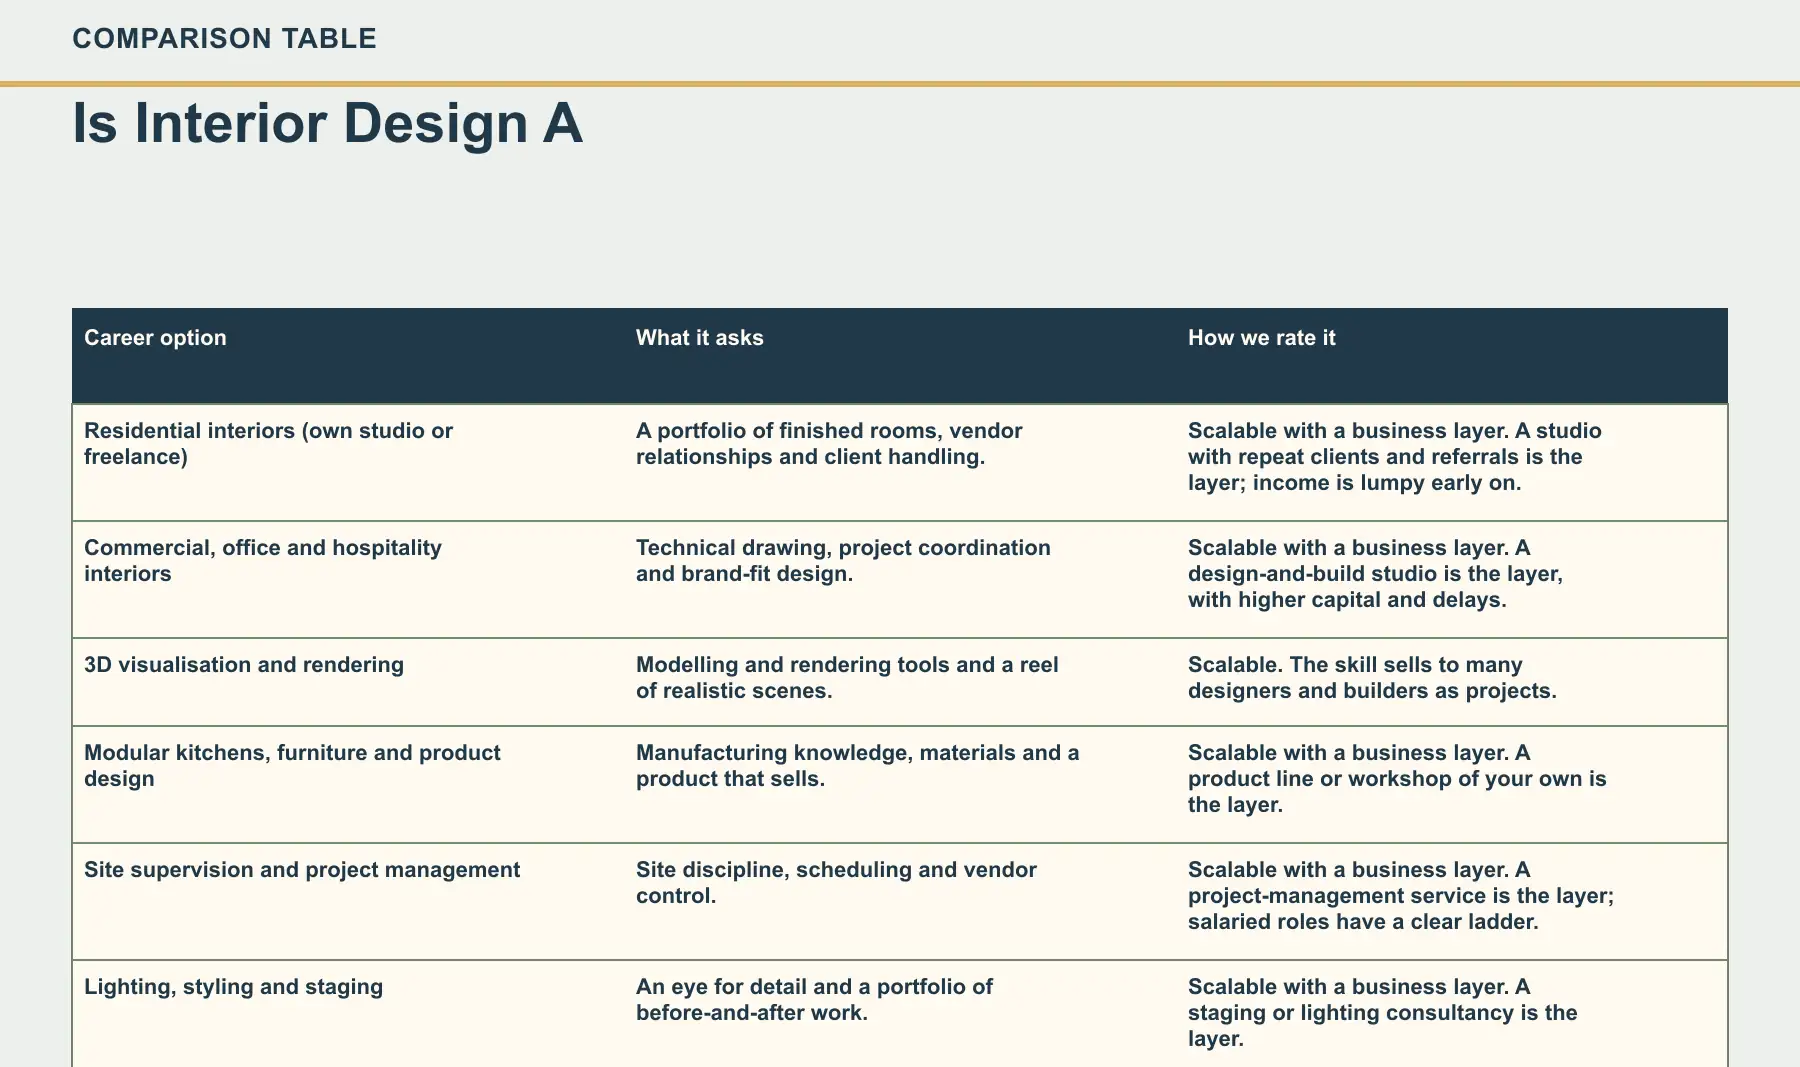 COMPARISON TABLE
Is Interior Design A
Career option
What it asks
How we rate it
Residential interiors (own studio or
freelance)
A portfolio of finished rooms, vendor
relationships and client handling.
Scalable with a business layer. A studio
with repeat clients and referrals is the
layer; income is lumpy early on.
Commercial, office and hospitality
interiors
Technical drawing, project coordination
and brand-fit design.
Scalable with a business layer. A
design-and-build studio is the layer,
with higher capital and delays.
3D visualisation and rendering
Modelling and rendering tools and a reel
of realistic scenes.
Scalable. The skill sells to many
designers and builders as projects.
Modular kitchens, furniture and product
design
Manufacturing knowledge, materials and a
product that sells.
Scalable with a business layer. A
product line or workshop of your own is
the layer.
Site supervision and project management
Site discipline, scheduling and vendor
control.
Scalable with a business layer. A
project-management service is the layer;
salaried roles have a clear ladder.
Lighting, styling and staging
An eye for detail and a portfolio of
before-and-after work.
Scalable with a business layer. A
staging or lighting consultancy is the
layer.